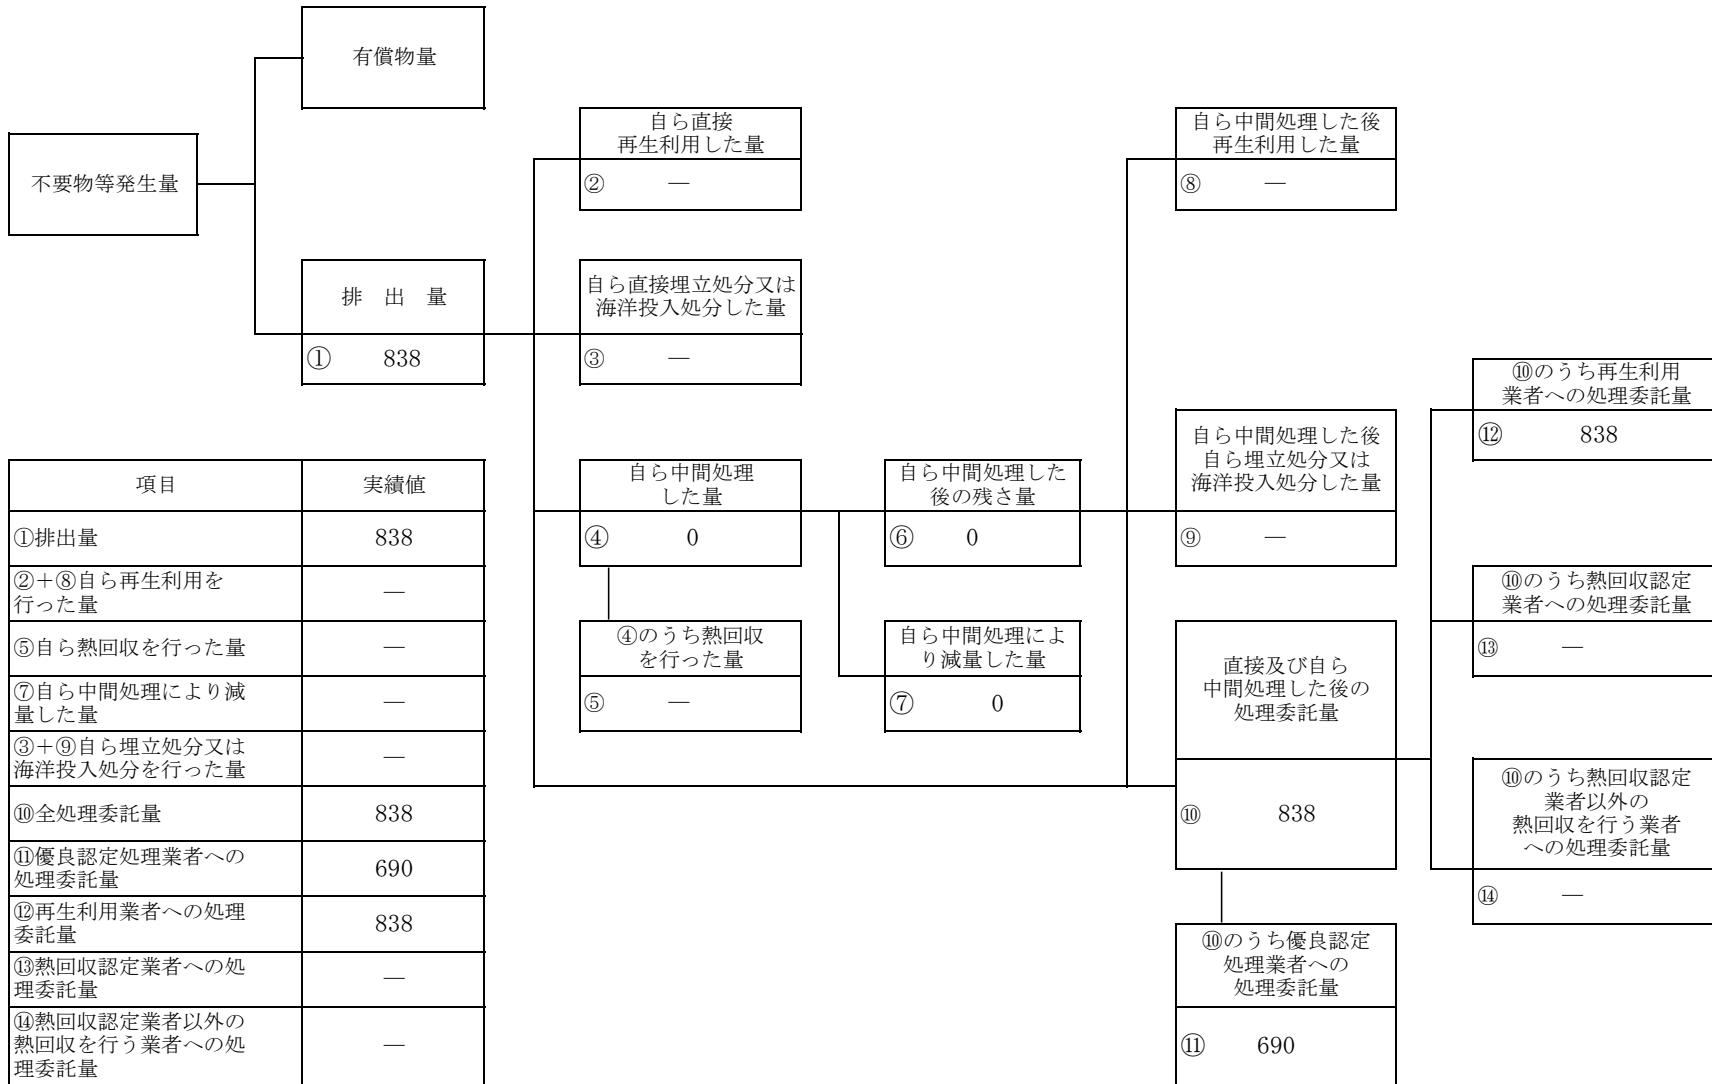 有償物量
不要物等発生量
排　出　量
① 838
自ら直接
再生利用した量
② ―
自ら直接埋立処分又は
海洋投入処分した量
③ ―
自ら中間処理
した量
④ 0
④のうち熱回収
を行った量
⑤ ―
自ら中間処理した
後の残さ量
⑥ 0
自ら中間処理によ
り減量した量
⑦ 0
自ら中間処理した後
再生利用した量
⑧ ―
自ら中間処理した後
自ら埋立処分又は
海洋投入処分した量
⑨ ―
直接及び自ら
中間処理した後の
処理委託量
⑩ 838
⑩のうち優良認定
処理業者への
処理委託量
⑪ 690
⑩のうち再生利用
業者への処理委託量
⑫ 838
⑩のうち熱回収認定
業者への処理委託量
⑬ ―
⑩のうち熱回収認定
業者以外の
熱回収を行う業者
への処理委託量
⑭ ―
項目 実績値
①排出量 838
②＋⑧自ら再生利用を
行った量 ―
⑤自ら熱回収を行った量 ―
⑦自ら中間処理により減
量した量 ―
③＋⑨自ら埋立処分又は
海洋投入処分を行った量 ―
⑩全処理委託量 838
⑪優良認定処理業者への
処理委託量 690
⑫再生利用業者への処理
委託量 838
⑬熱回収認定業者への処
理委託量 ―
⑭熱回収認定業者以外の
熱回収を行う業者への処
理委託量 ―